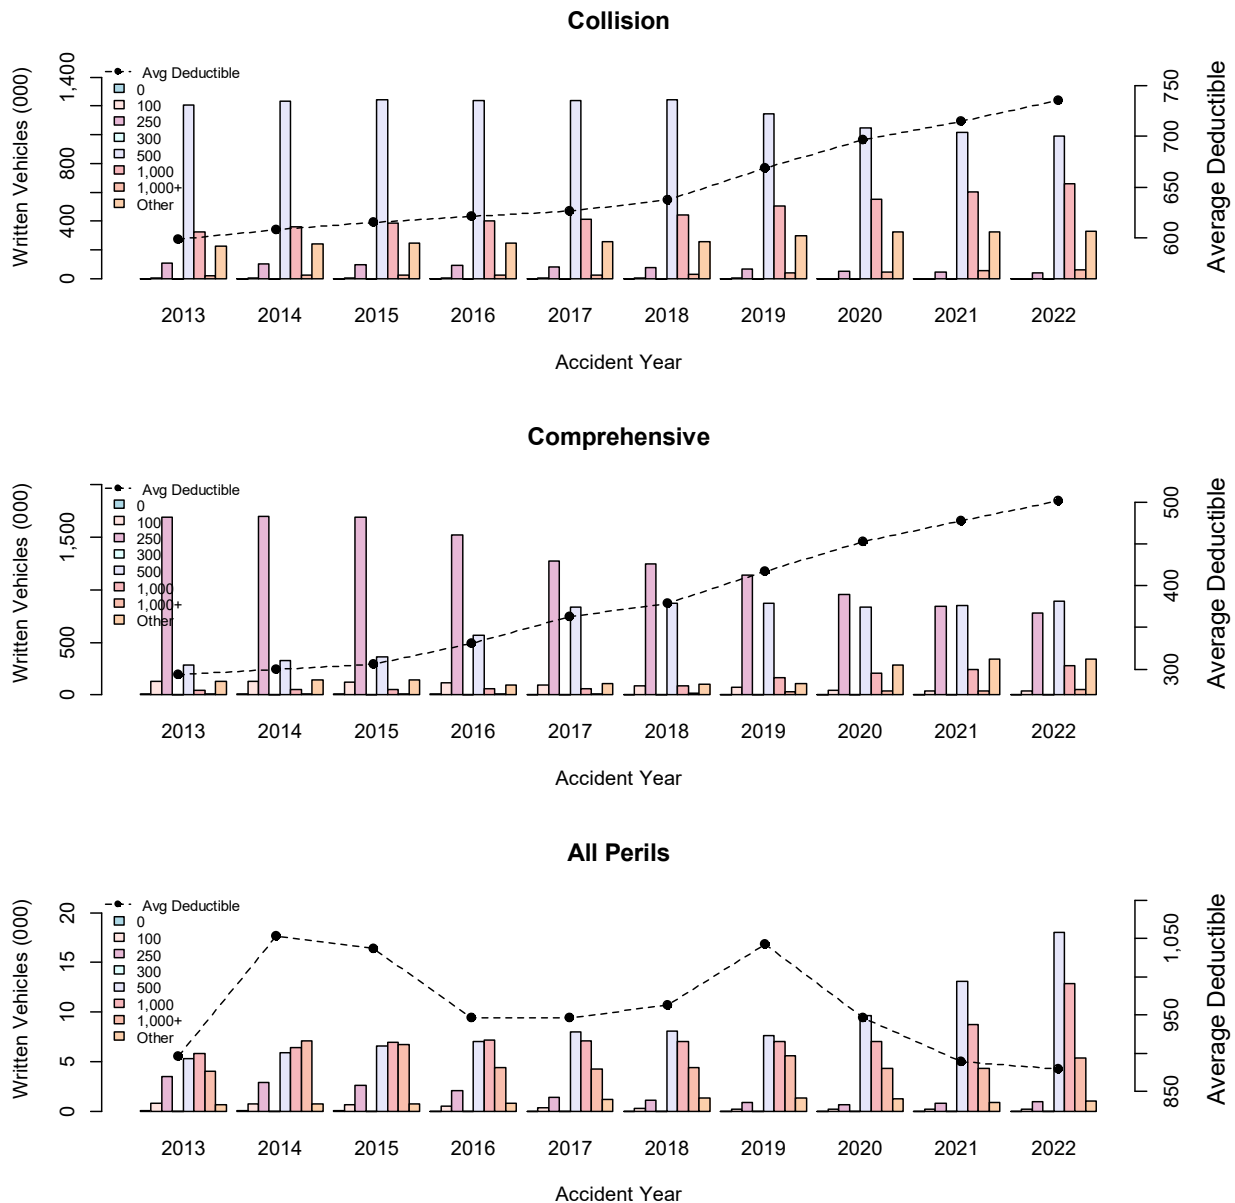 Collision
Written Vehicles (000)
1,400
800
400
0
Avg Deductible
0
100
250
300
500
1,000
1,000+
Other
750
700
650
600
Average Deductible
2013 2014 2015 2016 2017 2018 2019 2020 2021 2022
Accident Year
Comprehensive
Written Vehicles (000)
1,500
500
0
Avg Deductible
0
100
250
300
500
1,000
1,000+
Other
500
400
300
Average Deductible
2013 2014 2015 2016 2017 2018 2019 2020 2021 2022
Accident Year
All Perils
Written Vehicles (000)
20
15
10
5
0
Avg Deductible
0
100
250
300
500
1,000
1,000+
Other
1,050
950
850
Average Deductible
2013 2014 2015 2016 2017 2018 2019 2020 2021 2022
Accident Year